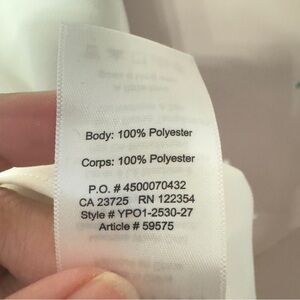 Body: 100% Polyester
Corps: 100% Polyester
P.O. # 4500070432
CA 23725 RN 122354
Style # YPO1-2530-27
Article # 59575